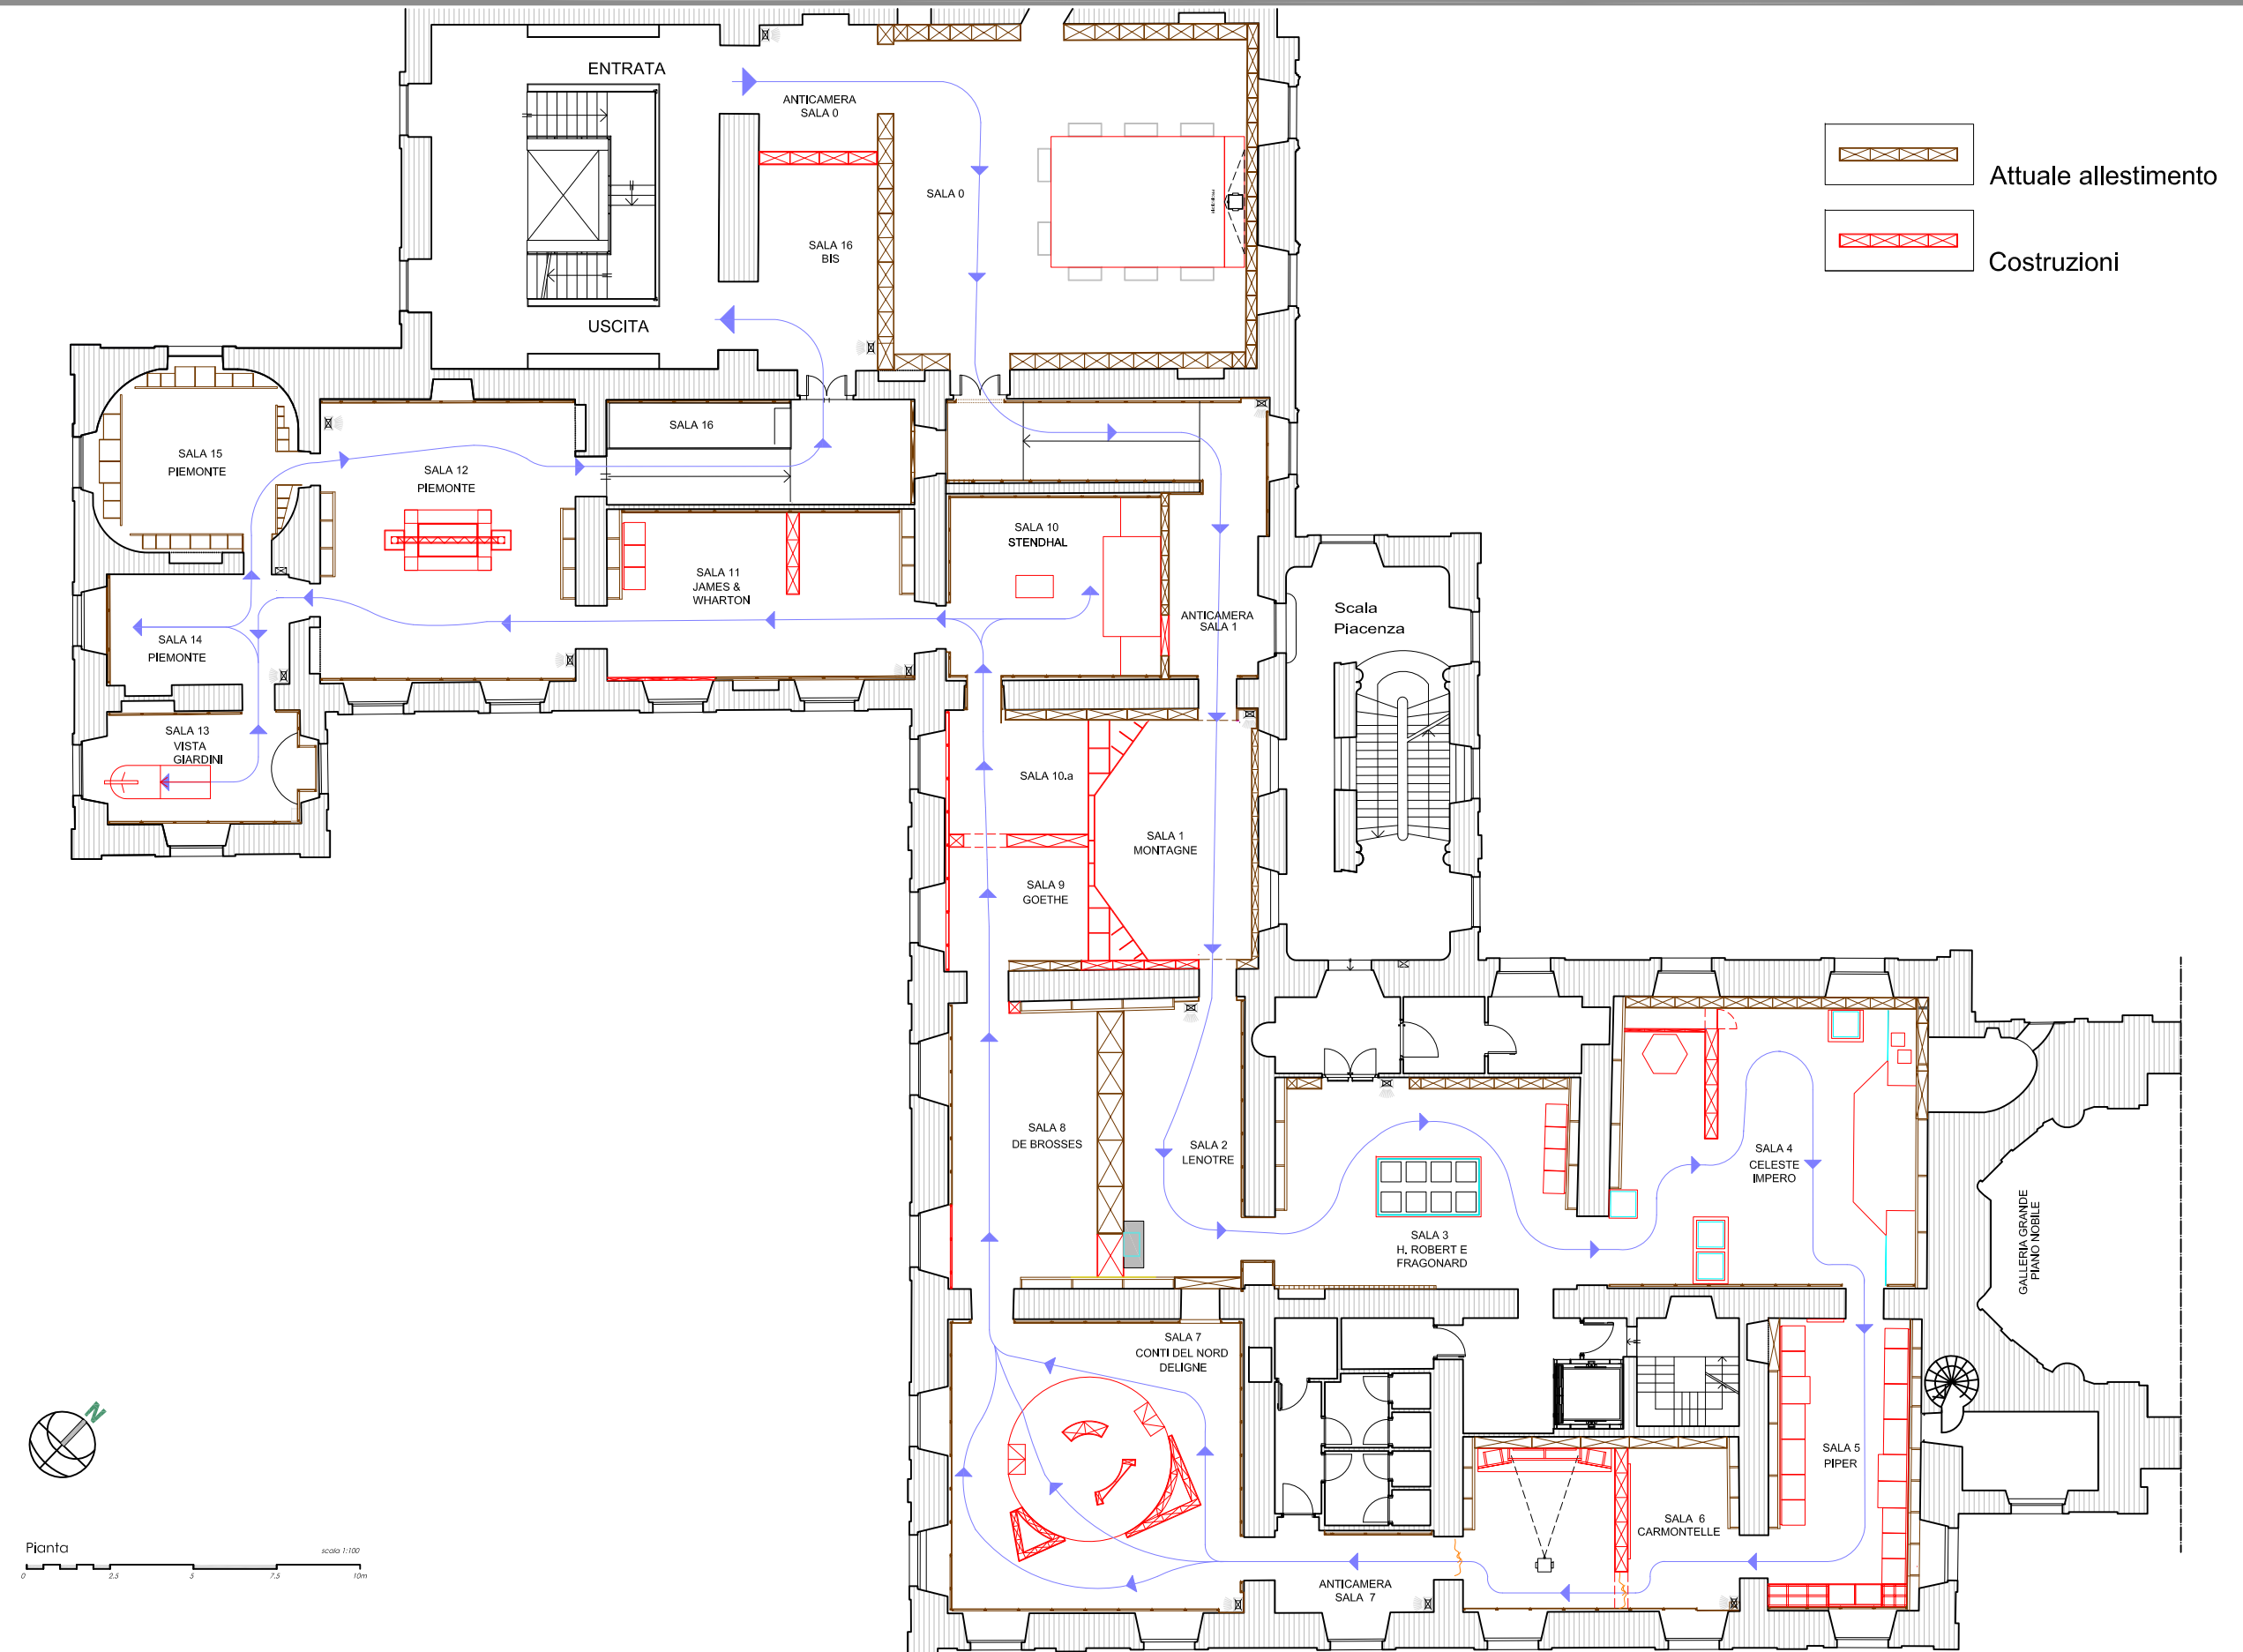 ENTRATA
ANTICAMERA
SALA 0
SALA 0
SALA 16
BIS
USCITA
Attuale allestimento
Costruzioni
SALA 16
SALA 15
PIEMONTE
SALA 12
PIEMONTE
SALA 10
STENDHAL
SALA 11
JAMES &
WHARTON
ANTICAMERA
SALA 1
Scala
Piacenza
SALA 14
PIEMONTE
SALA 13
VISTA
GIARDINI
SALA 10.a
SALA 1
MONTAGNE
SALA 9
GOETHE
SALA 8
DE BROSSES
SALA 2
LENOTRE
SALA 4
CELESTE
IMPERO
SALA 3
H. ROBERT E
FRAGONARD
GALLERIA GRANDE
PIANO NOBILE
SALA 7
CONTI DEL NORD
DELIGNE
SALA 5
PIPER
SALA 6
CARMONTELLE
ANTICAMERA
SALA 7
N
Pianta
scala 1:100
0 2.5 5 7.5 10m